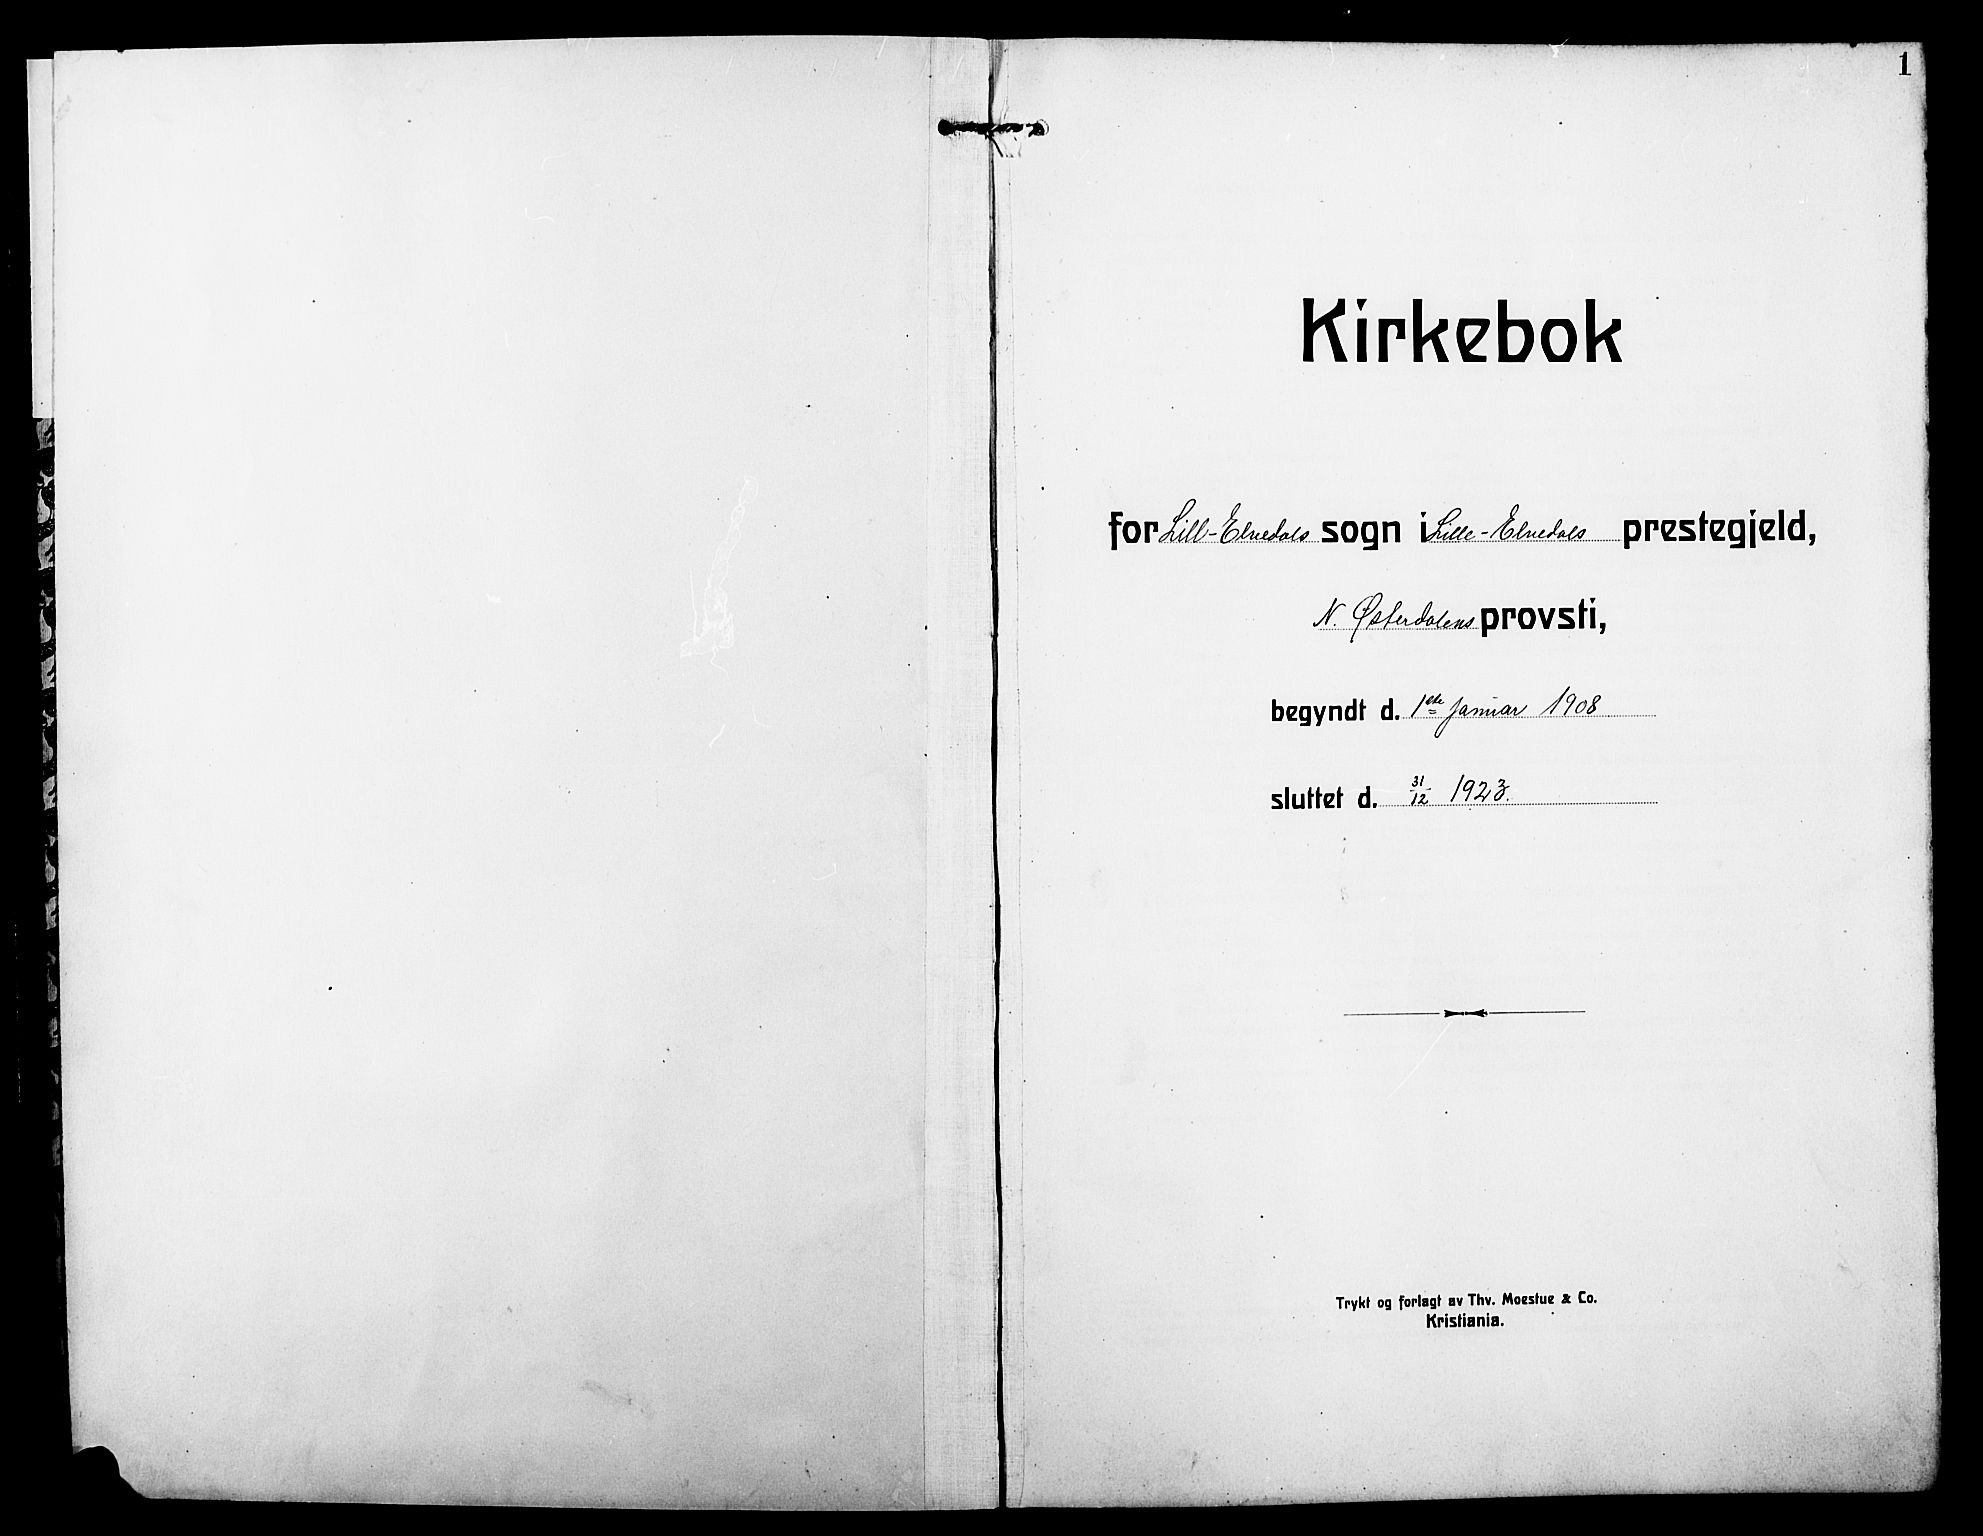 1
Kirkebok
for Lille-Elvedals sogn i Lille-Elvedals prestegjeld,
N. Østerdalens provsti,
begyndt d. 1ste januar 1908
sluttet d. 31/12 1923.
Trykt og forlagt av Thv. Moestue & Co.
Kristiania.